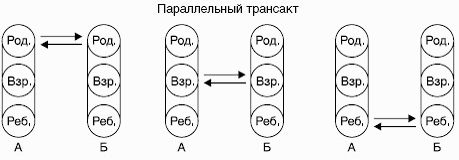 Параллельный трансакт
Род. Род. Род. Род. Род. Род.
Взр. Взр. Взр. Взр. Взр. Взр.
Реб. Реб. Реб. Реб. Реб. Реб.
А Б А Б А Б